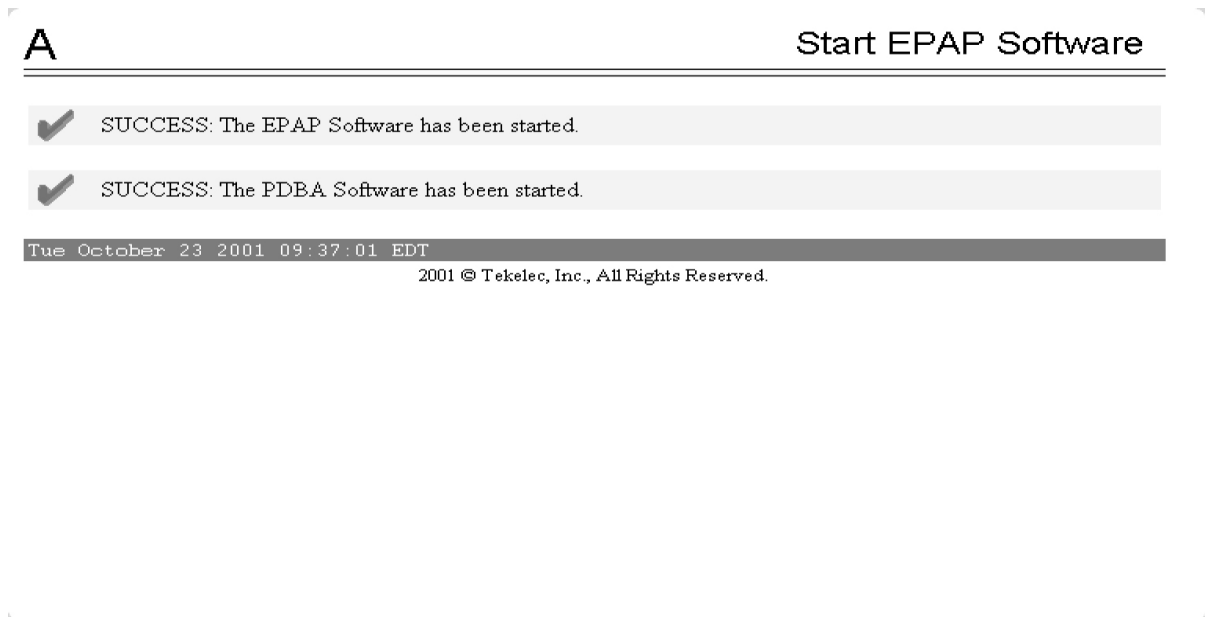 A
Start EPAP Software
SUCCESS: The EPAP Software has been started.
SUCCESS: The PDBA Software has been started.
Tue October 23 2001 09:37:01 EDT
2001 © Tekelec, Inc., All Rights Reserved.